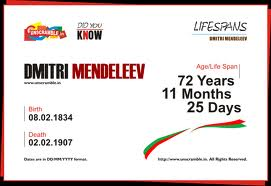 UNSCRAMBLE.in
DID YOU
KNOW
LIFESPANS
DMITRI MENDELEEV
DMITRI MENDELEEV
www.unscramble.in
Age/Life Span
72 Years
11 Months
25 Days
Birth
08.02.1834
Death
02.02.1907
Dates are in DD/MM/YYYY format.
http://www.unscramble.in. All Rights Reserved.